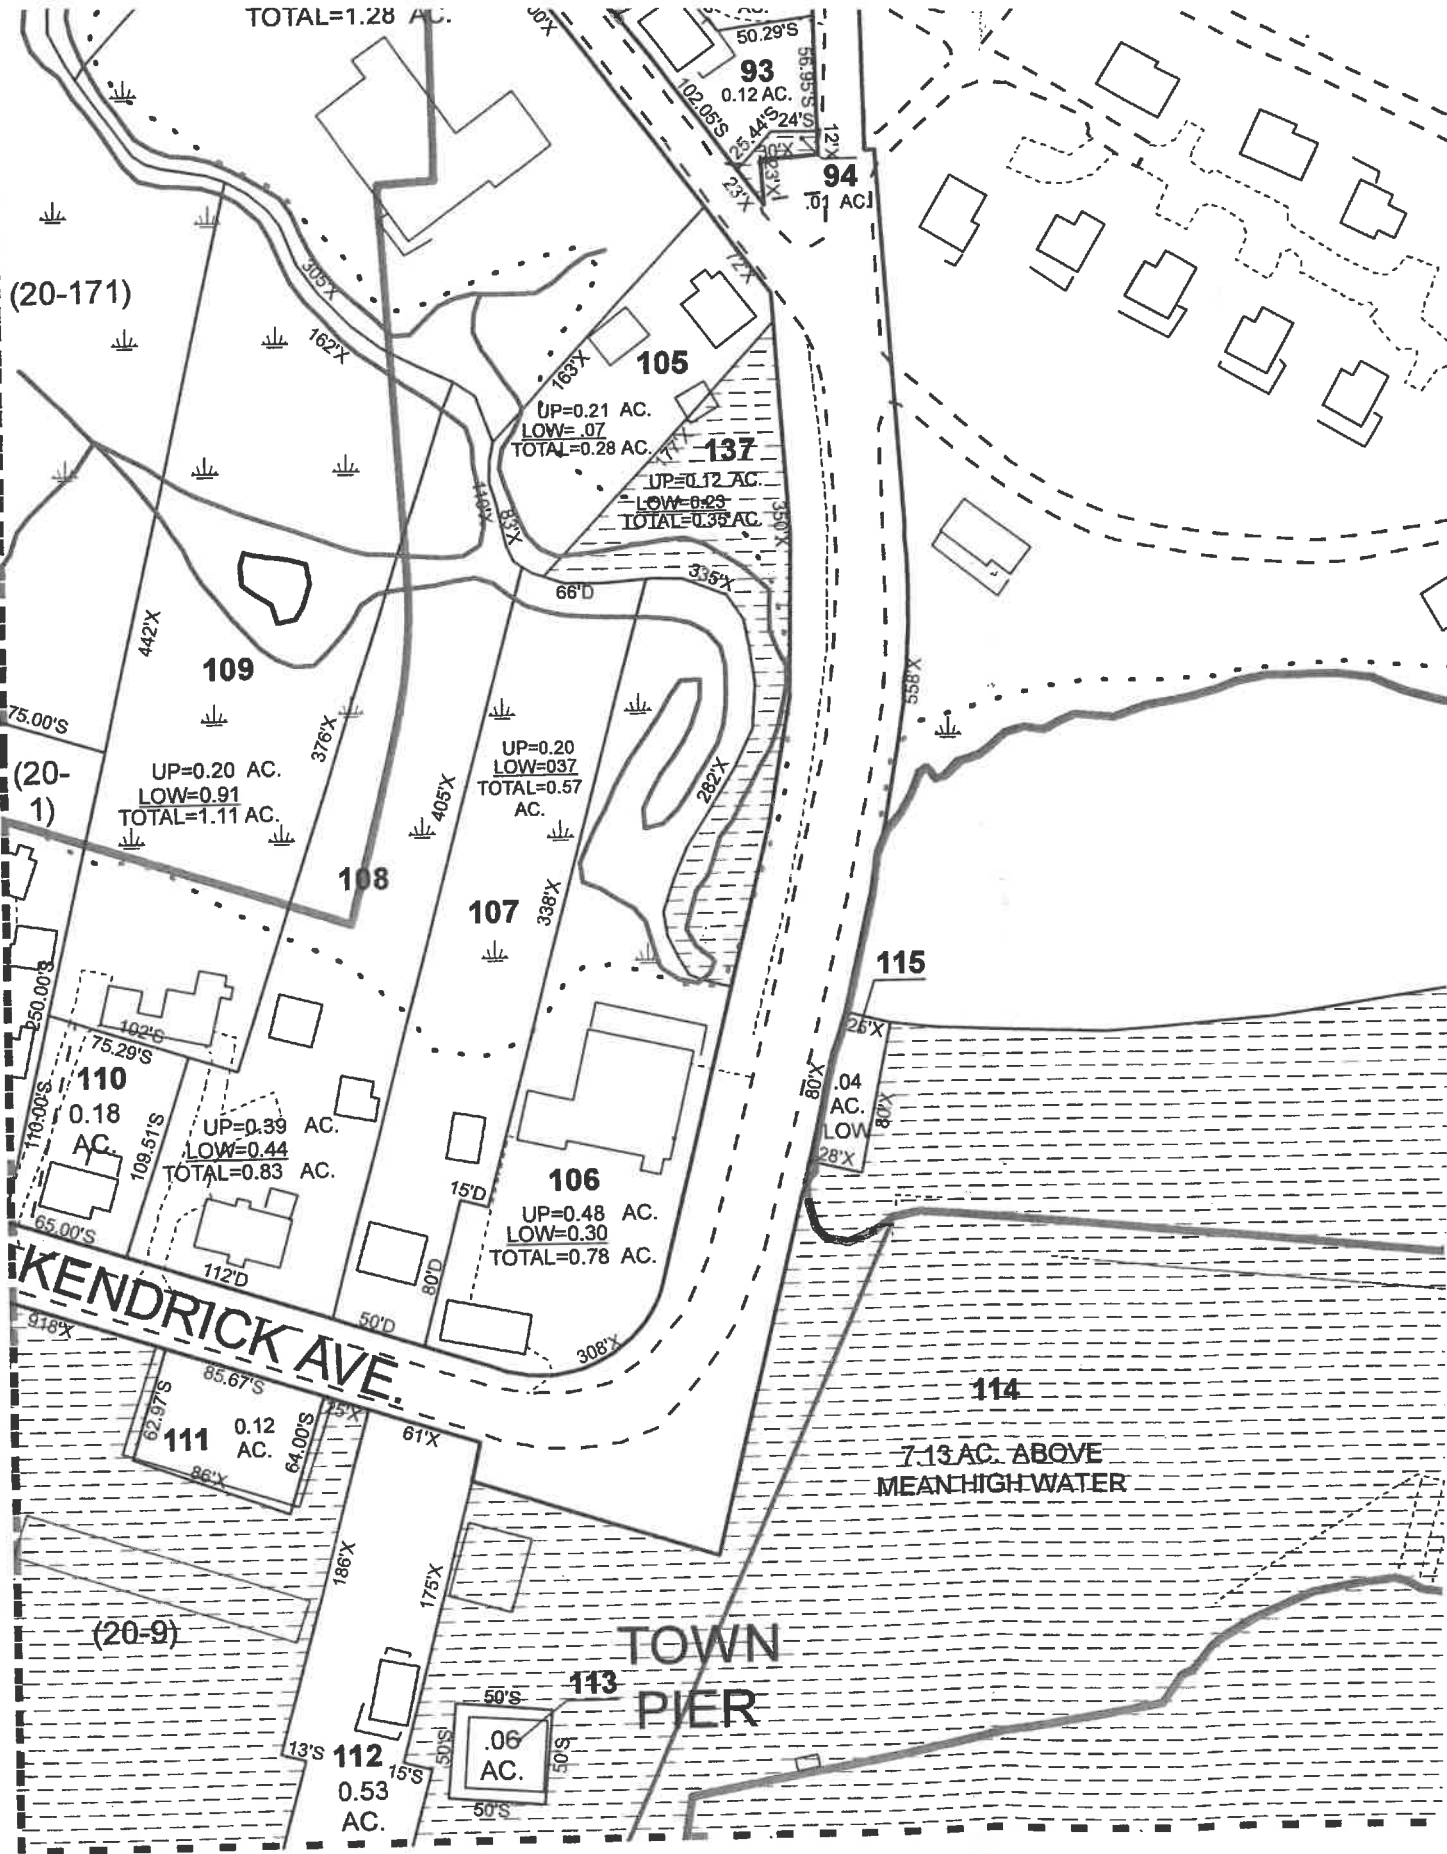 TOTAL=1.28 AC.
AC.
50.29'S
93
0.12 AC.
56.95'S
102.05'S
25.44'S
24'S
12'X
23'X
94
.01 AC.
72'X
(20-171)
305'X
162'X
163'X
105
UP=0.21 AC.
LOW= .07
TOTAL=0.28 AC.
177'X
137
UP=0.12 AC.
LOW=0.23
TOTAL=0.35 AC.
350'X
110'X
83'X
335'X
66'D
442'X
109
558'X
75.00'S
376'X
(20-
1)
UP=0.20 AC.
LOW=0.91
TOTAL=1.11 AC.
UP=0.20
LOW=037
TOTAL=0.57
AC.
405'X
282'X
108
107
338'X
115
250.00'S
102'S
75.29'S
25'X
110
0.18
AC.
110.00'S
109.51'S
80'X
.04
AC.
LOW
80'X
28'X
UP=0.39 AC.
LOW=0.44
TOTAL=0.83 AC.
15'D
106
UP=0.48 AC.
LOW=0.30
TOTAL=0.78 AC.
65.00'S
112'D
80'D
50'D
308'X
KENDRICK AVE.
918'X
85.67'S
25'X
61'X
62.97'S
111
0.12
AC.
64.00'S
86'X
114
7.13 AC. ABOVE
MEAN HIGH WATER
186'X
175'X
(20-9)
TOWN
PIER
113
50'S
50'S
.06
AC.
50'S
50'S
13'S
112
15'S
0.53
AC.